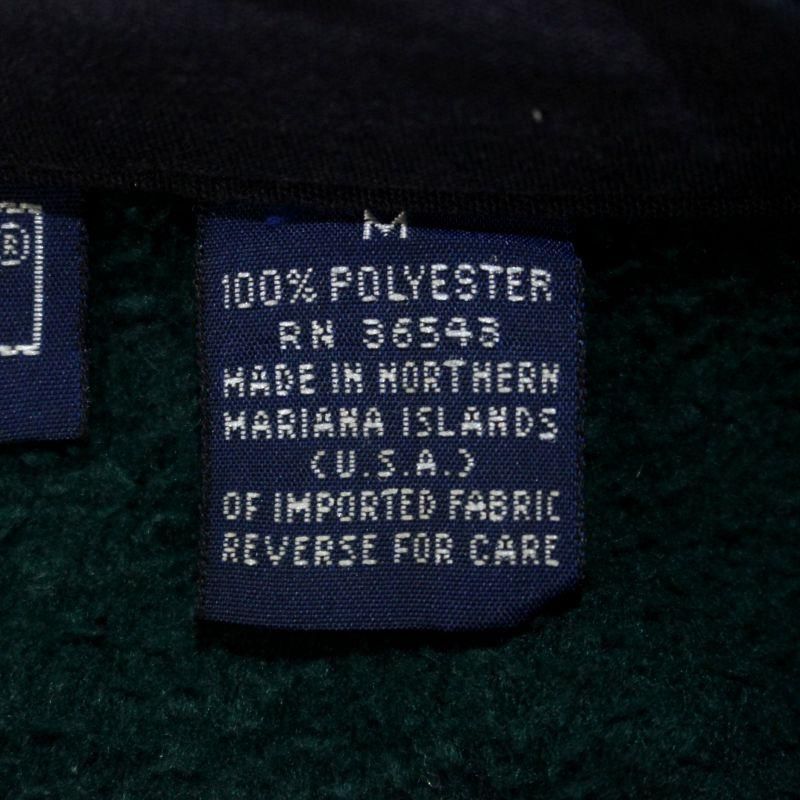 ®
M
100% POLYESTER
RN 36543
MADE IN NORTHERN
MARIANA ISLANDS
(U.S.A.)
OF IMPORTED FABRIC
REVERSE FOR CARE